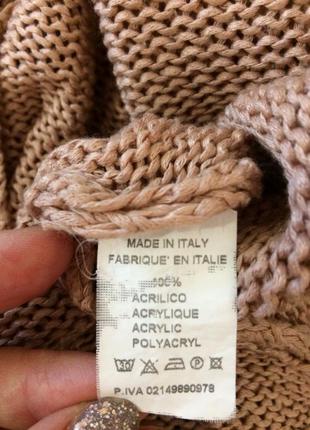 MADE IN ITALY
FABRIQUE' EN ITALIE
100%
ACRILICO
ACRYLIQUE
ACRYLIC
POLYACRYL
P.IVA 02149890978